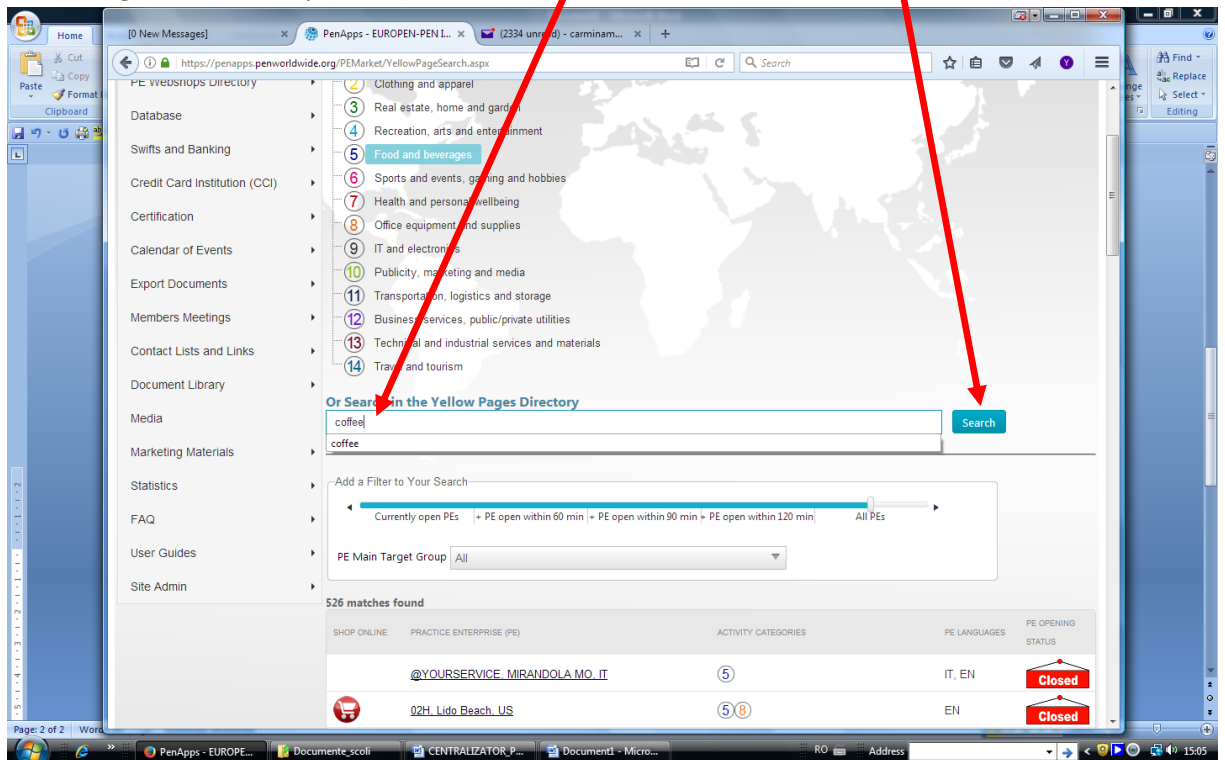 Home
[0 New Messages]
PenApps - EUROPEN-PEN I...
(2334 unread) - carminam...
Cut
Copy
Paste
Format
Clipboard
https://penapps.penworldwide.org/PEMarket/YellowPageSearch.aspx
Search
Find
Replace
Select
Editing
PE Webshops Directory
Database
Swifts and Banking
Credit Card Institution (CCI)
Certification
Calendar of Events
Export Documents
Members Meetings
Contact Lists and Links
Document Library
Media
Marketing Materials
Statistics
FAQ
User Guides
Site Admin
2 Clothing and apparel
3 Real estate, home and garden
4 Recreation, arts and entertainment
5 Food and beverages
6 Sports and events, gaming and hobbies
7 Health and personal wellbeing
8 Office equipment and supplies
9 IT and electronics
10 Publicity, marketing and media
11 Transportation, logistics and storage
12 Business services, public/private utilities
13 Technical and industrial services and materials
14 Travel and tourism
Or Search in the Yellow Pages Directory
coffee
Search
coffee
Add a Filter to Your Search
Currently open PEs + PE open within 60 min + PE open within 90 min + PE open within 120 min All PEs
PE Main Target Group All
526 matches found
SHOP ONLINE PRACTICE ENTERPRISE (PE) ACTIVITY CATEGORIES PE LANGUAGES PE OPENING STATUS
@YOURSERVICE, MIRANDOLA MO, IT 5 IT, EN Closed
02H, Lido Beach, US 5 8 EN Closed
Page: 2 of 2
PenApps - EUROPE...
Documente_scoli
CENTRALIZATOR_P...
Document1 - Micro...
RO
Address
15:05